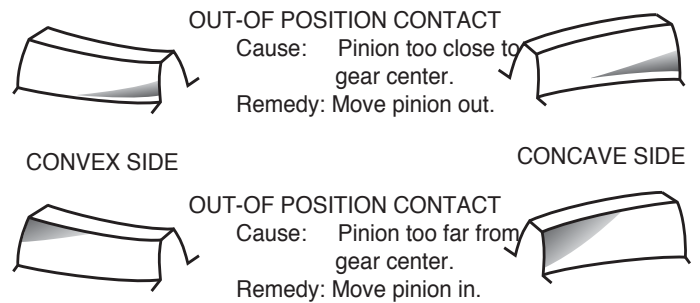 OUT-OF POSITION CONTACT
Cause: Pinion too close to
gear center.
Remedy: Move pinion out.
CONVEX SIDE
CONCAVE SIDE
OUT-OF POSITION CONTACT
Cause: Pinion too far from
gear center.
Remedy: Move pinion in.